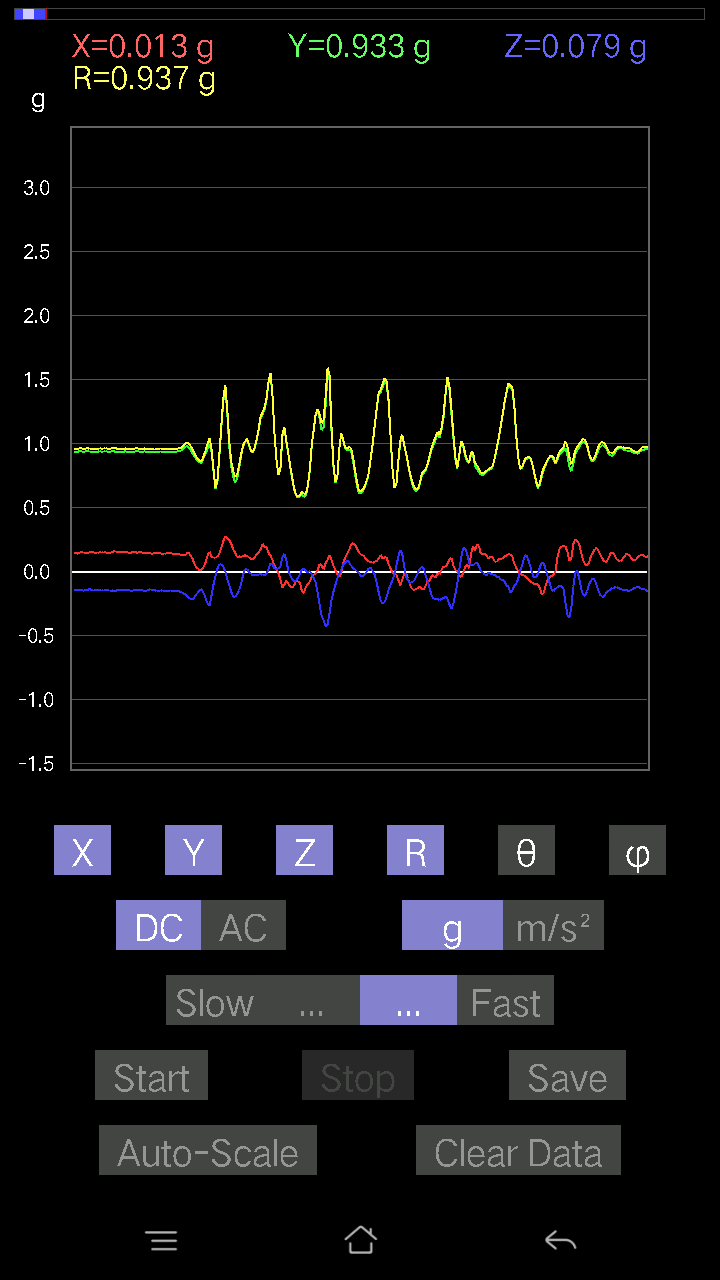 X=0.013 g Y=0.933 g Z=0.079 g
R=0.937 g
g
3.0
2.5
2.0
1.5
1.0
0.5
0.0
-0.5
-1.0
-1.5
X Y Z R θ φ
DC AC g m/s²
Slow ... ... Fast
Start Stop Save
Auto-Scale Clear Data